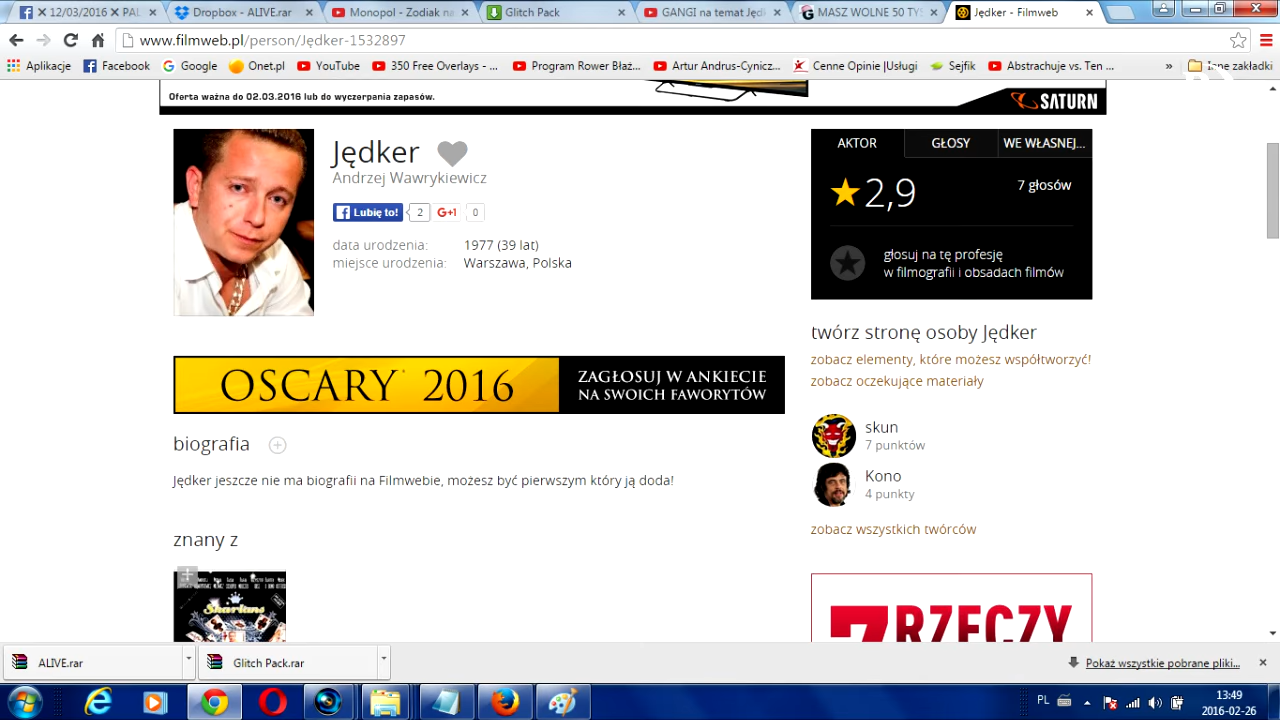 ✕ 12/03/2016 ✕ PAL
Dropbox - ALIVE.rar
Monopol - Zodiak na
Glitch Pack
GANGI na temat Jędk
MASZ WOLNE 50 TYS
Jędker - Filmweb
www.filmweb.pl/person/Jędker-1532897
Aplikacje
Facebook
Google
Onet.pl
YouTube
350 Free Overlays - ...
Program Rower Błaz...
Artur Andrus-Cynicz...
Cenne Opinie |Usługi
Sejfik
Abstrachuje vs. Ten ...
»
Inne zakładki
Oferta ważna do 02.03.2016 lub do wyczerpania zapasów.
SATURN
Jędker
Andrzej Wawrykiewicz
Lubię to! 2 G+1 0
data urodzenia: 1977 (39 lat)
miejsce urodzenia: Warszawa, Polska
AKTOR GŁOSY WE WŁASNEJ...
2,9 7 głosów
głosuj na tę profesję
w filmografii i obsadach filmów
OSCARY 2016
ZAGŁOSUJ W ANKIECIE
NA SWOICH FAWORYTÓW
biografia
Jędker jeszcze nie ma biografii na Filmwebie, możesz być pierwszym który ją doda!
znany z
twórz stronę osoby Jędker
zobacz elementy, które możesz współtworzyć!
zobacz oczekujące materiały
skun
7 punktów
Kono
4 punkty
zobacz wszystkich twórców
7 RZECZY
ALIVE.rar
Glitch Pack.rar
Pokaż wszystkie pobrane pliki...
PL
13:49
2016-02-26